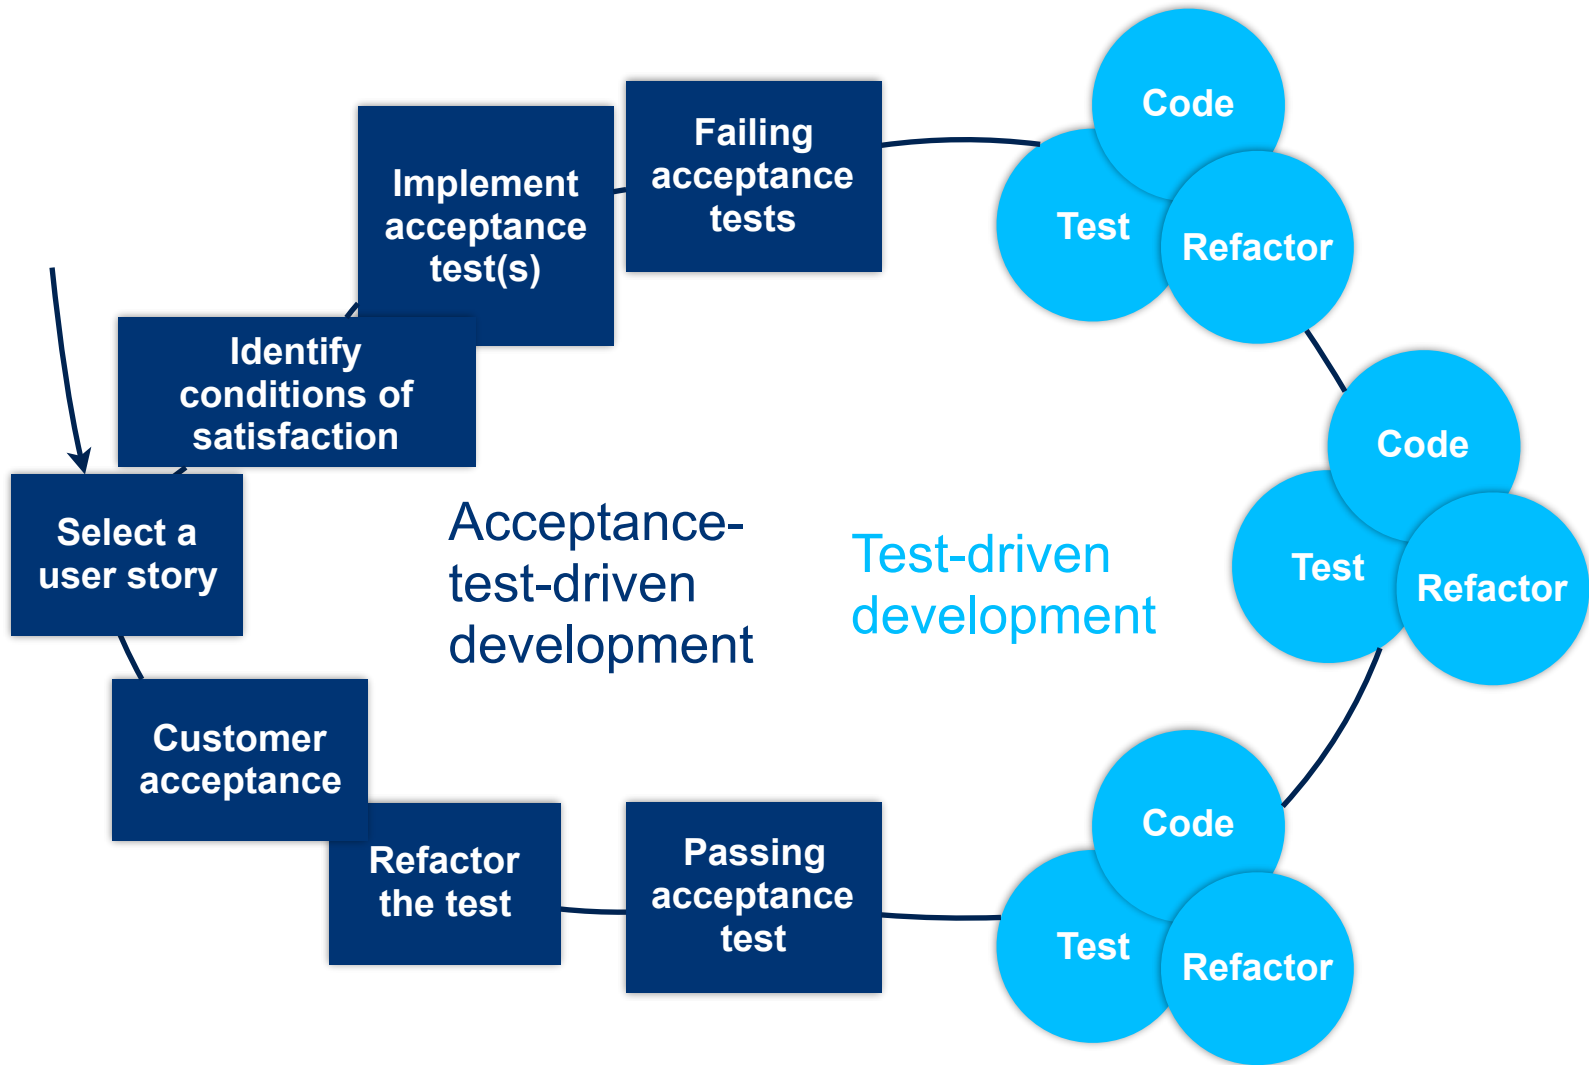 Code
Failing
acceptance
tests
Implement
acceptance
test(s)
Test
Refactor
Identify
conditions of
satisfaction
Code
Select a
user story
Acceptance-
test-driven
development
Test-driven
development
Test
Refactor
Customer
acceptance
Code
Refactor
the test
Passing
acceptance
test
Test
Refactor